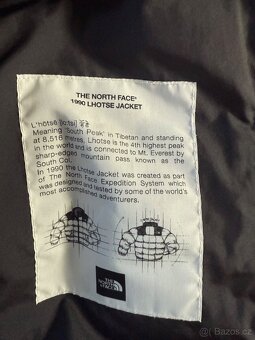 THE NORTH FACE®
1990 LHOTSE JACKET
L'hōtsé [ˈloːtsi]
Meaning 'South Peak' in Tibetan and standing
at 8,516 metres, Lhotse is the 4th highest peak
in the world and is connected to Mt. Everest by
sharp-edged mountain pass known as the
South Col.
In 1990 the Lhotse Jacket was created as part
of The North Face Expedition System which
was designed and tested by some of the world's
most accomplished adventurers.
THE
NORTH
FACE
bazos.cz